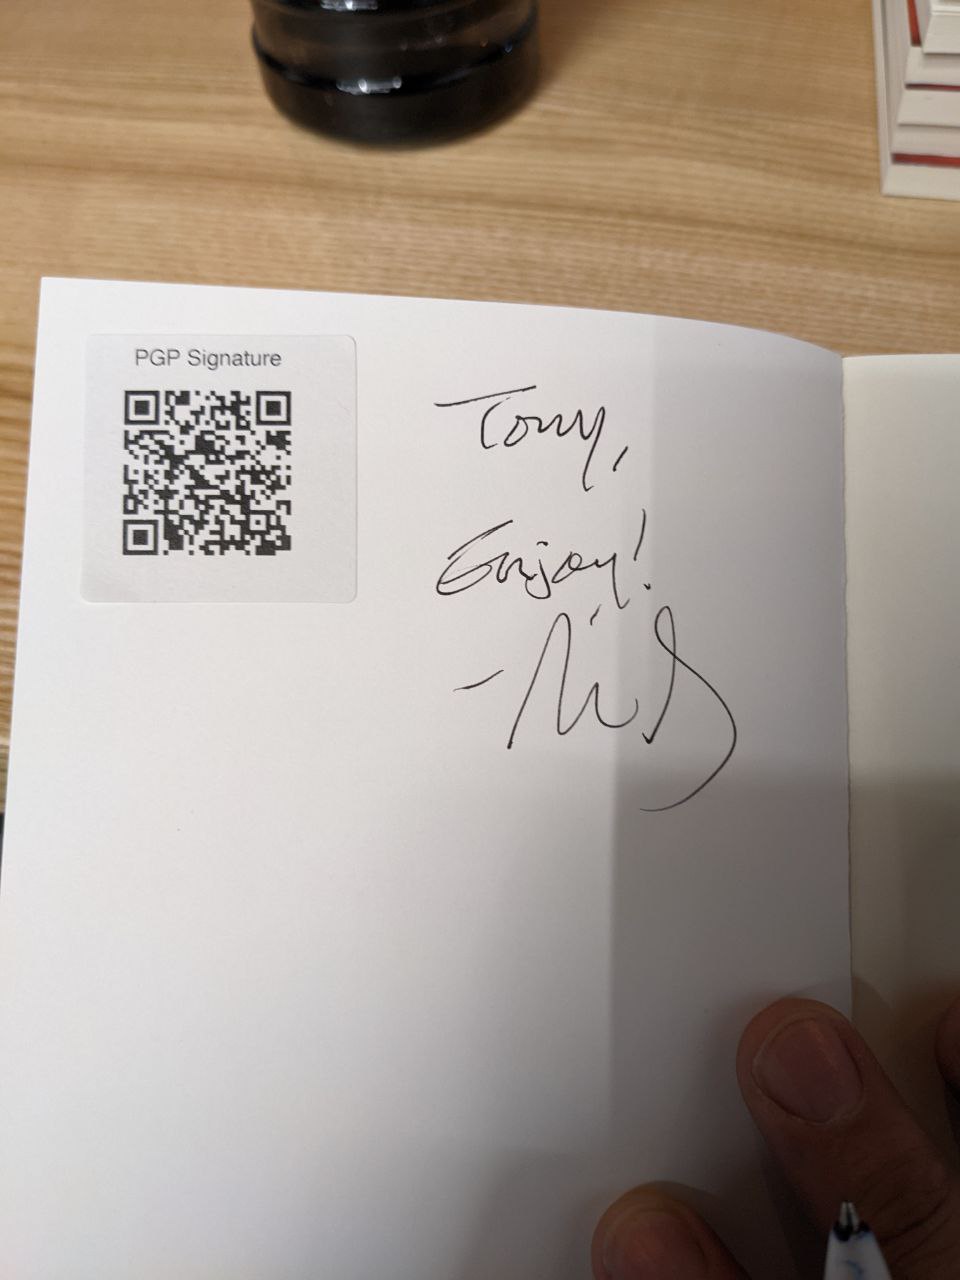 PGP Signature
Tony,
Enjoy!